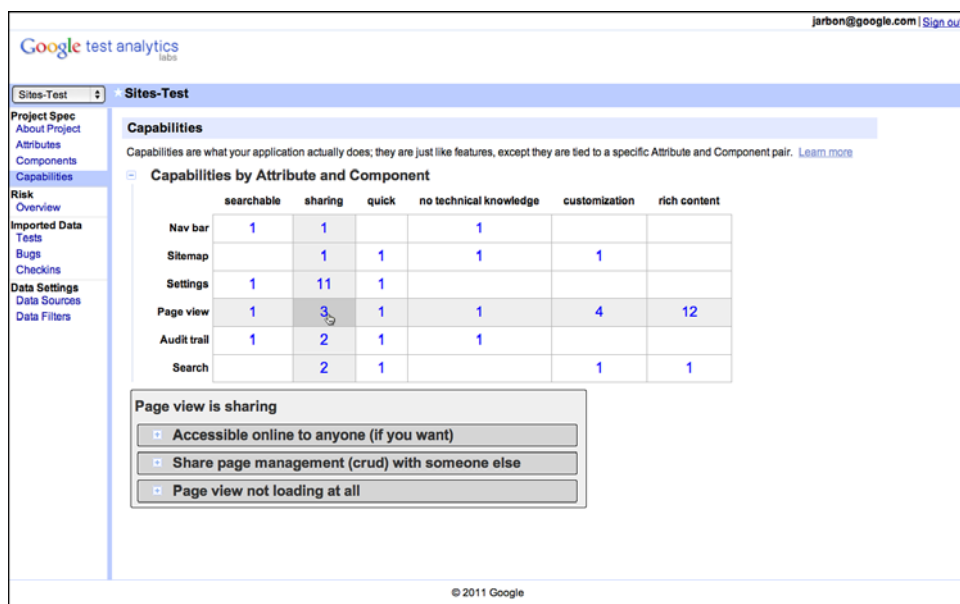 jarbon@google.com | Sign out
Google test analytics
labs
Sites-Test
Sites-Test
Project Spec
About Project
Attributes
Components
Capabilities
Risk
Overview
Imported Data
Tests
Bugs
Checkins
Data Settings
Data Sources
Data Filters
Capabilities
Capabilities are what your application actually does; they are just like features, except they are tied to a specific Attribute and Component pair. Learn more
Capabilities by Attribute and Component
searchable sharing quick no technical knowledge customization rich content
Nav bar 1 1 1
Sitemap 1 1 1 1
Settings 1 11 1
Page view 1 3 1 1 4 12
Audit trail 1 2 1 1
Search 2 1 1 1
Page view is sharing
Accessible online to anyone (if you want)
Share page management (crud) with someone else
Page view not loading at all
© 2011 Google